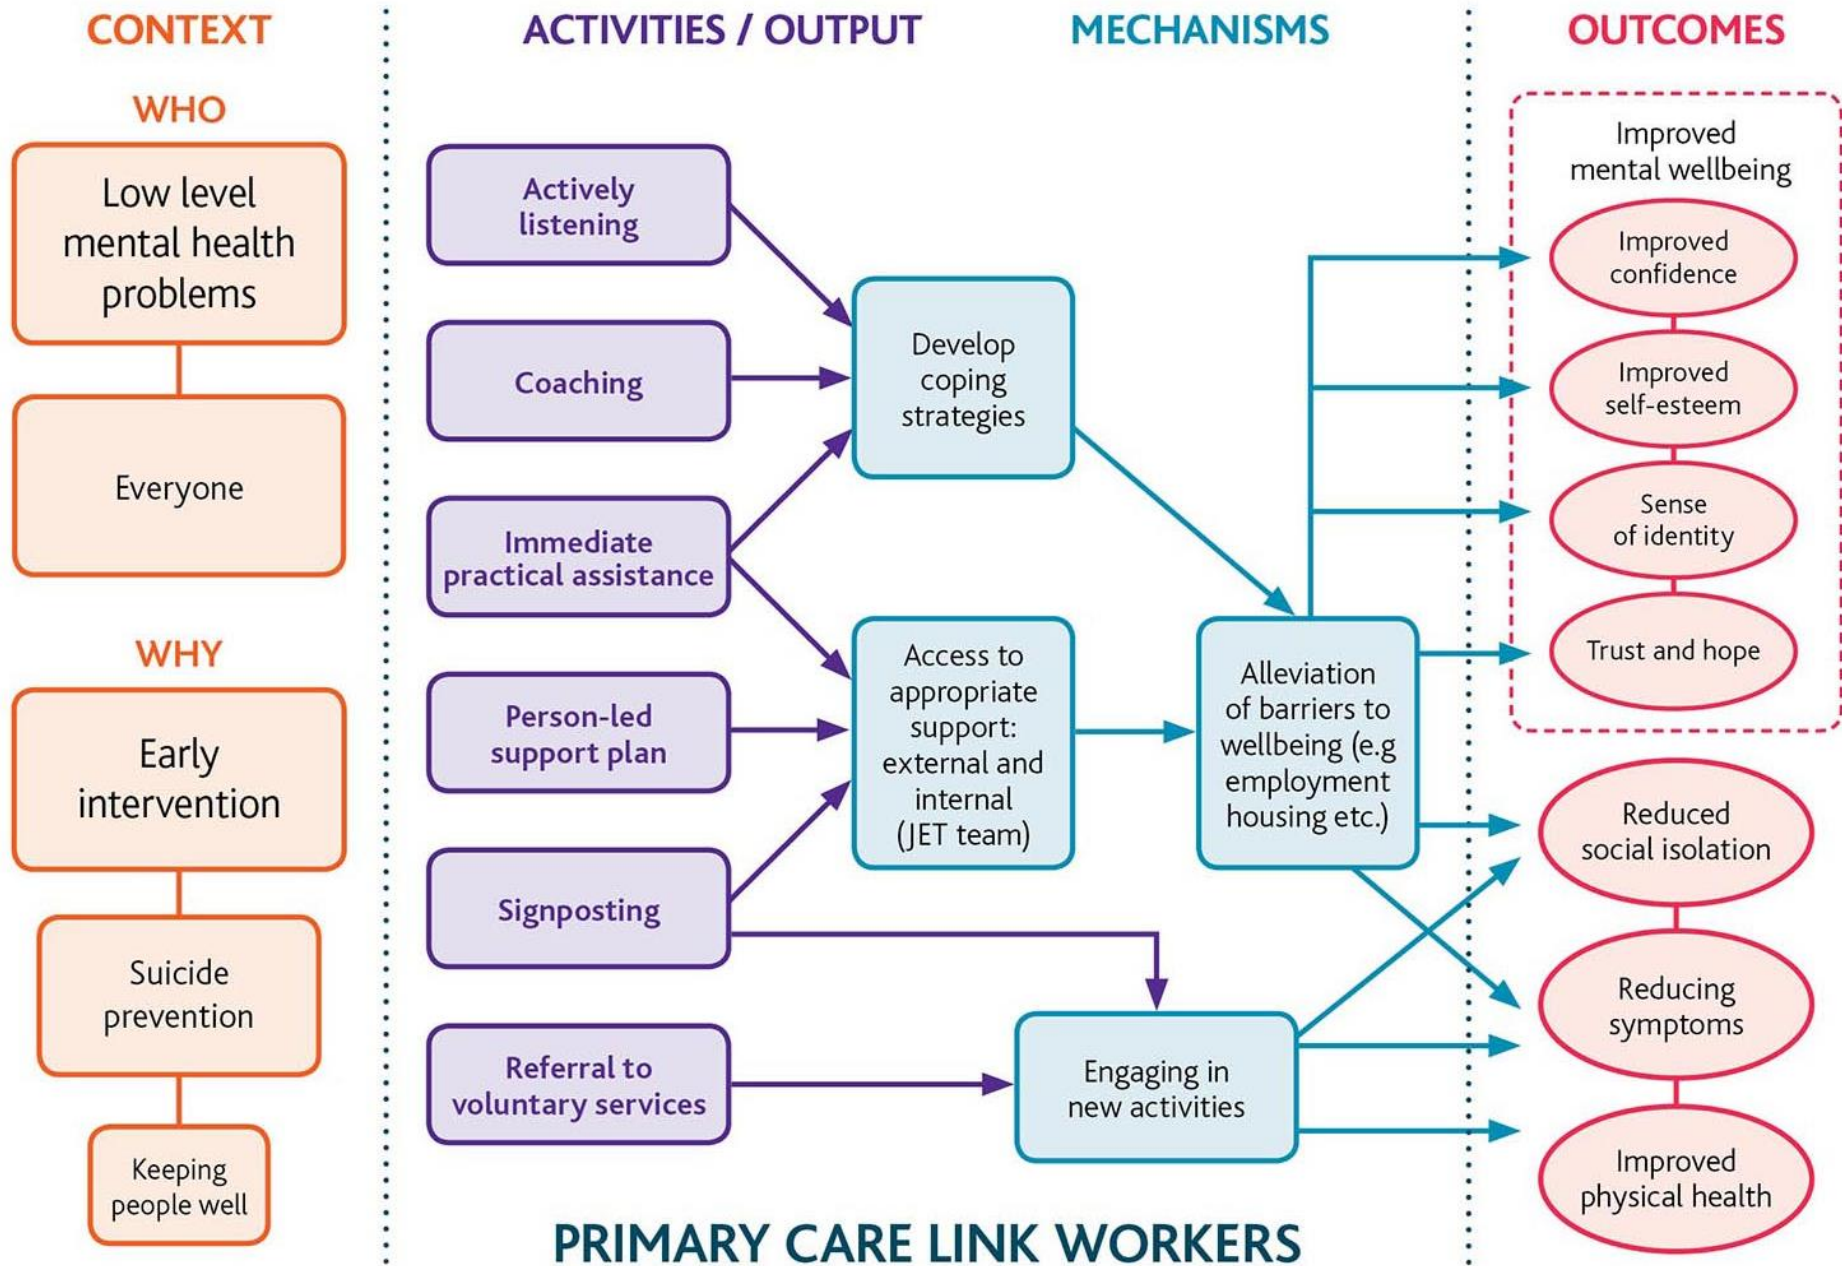 CONTEXT
WHO
Low level
mental health
problems
Everyone
WHY
Early
intervention
Suicide
prevention
Keeping
people well
ACTIVITIES / OUTPUT
Actively
listening
Coaching
Immediate
practical assistance
Person-led
support plan
Signposting
Referral to
voluntary services
MECHANISMS
Develop
coping
strategies
Access to
appropriate
support:
external and
internal
(JET team)
Alleviation
of barriers to
wellbeing (e.g
employment
housing etc.)
Engaging in
new activities
OUTCOMES
Improved
mental wellbeing
Improved
confidence
Improved
self-esteem
Sense
of identity
Trust and hope
Reduced
social isolation
Reducing
symptoms
Improved
physical health
PRIMARY CARE LINK WORKERS